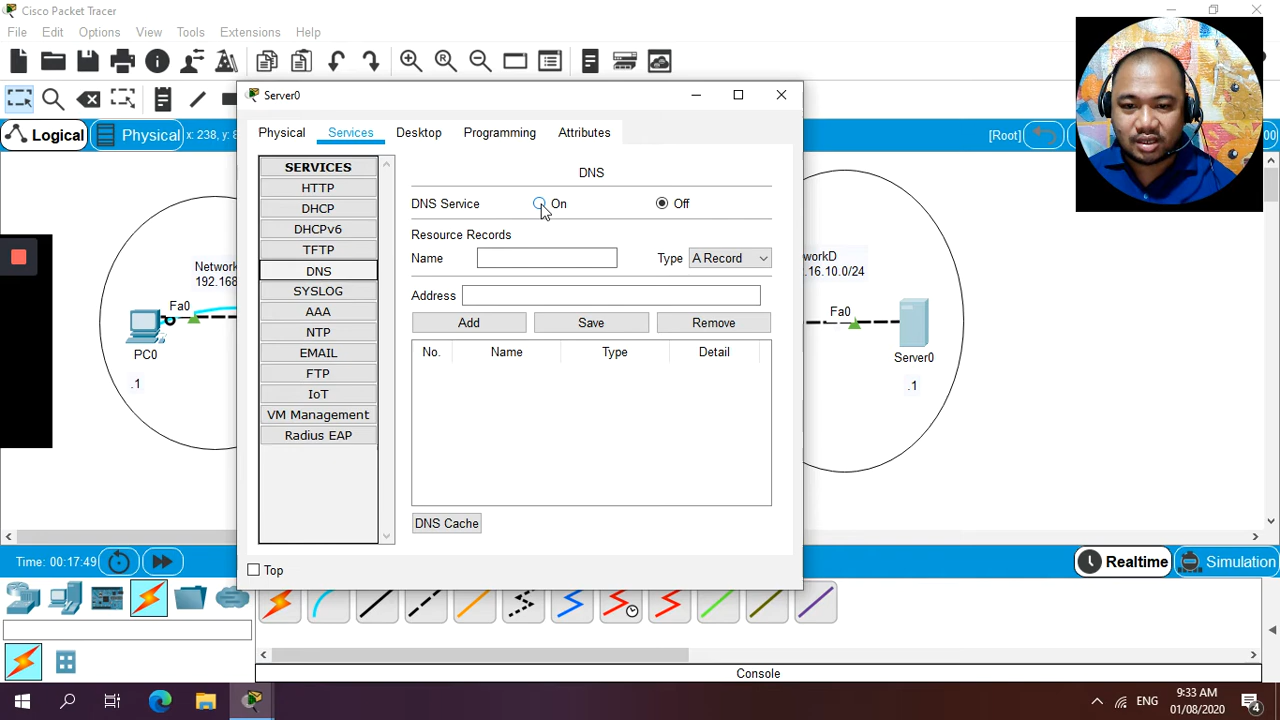 Cisco Packet Tracer
File Edit Options View Tools Extensions Help
Logical
Physical
x: 238, y: 8
[Root]
00
Server0
Physical Services Desktop Programming Attributes
SERVICES
HTTP
DHCP
DHCPv6
TFTP
DNS
SYSLOG
AAA
NTP
EMAIL
FTP
IoT
VM Management
Radius EAP
DNS
DNS Service On Off
Resource Records
Name Type A Record
Address
Add Save Remove
No. Name Type Detail
DNS Cache
Top
Network
192.168
Fa0
PC0
.1
workD
.16.10.0/24
Fa0
Server0
.1
Time: 00:17:49
Realtime
Simulation
Console
ENG
9:33 AM
01/08/2020
4